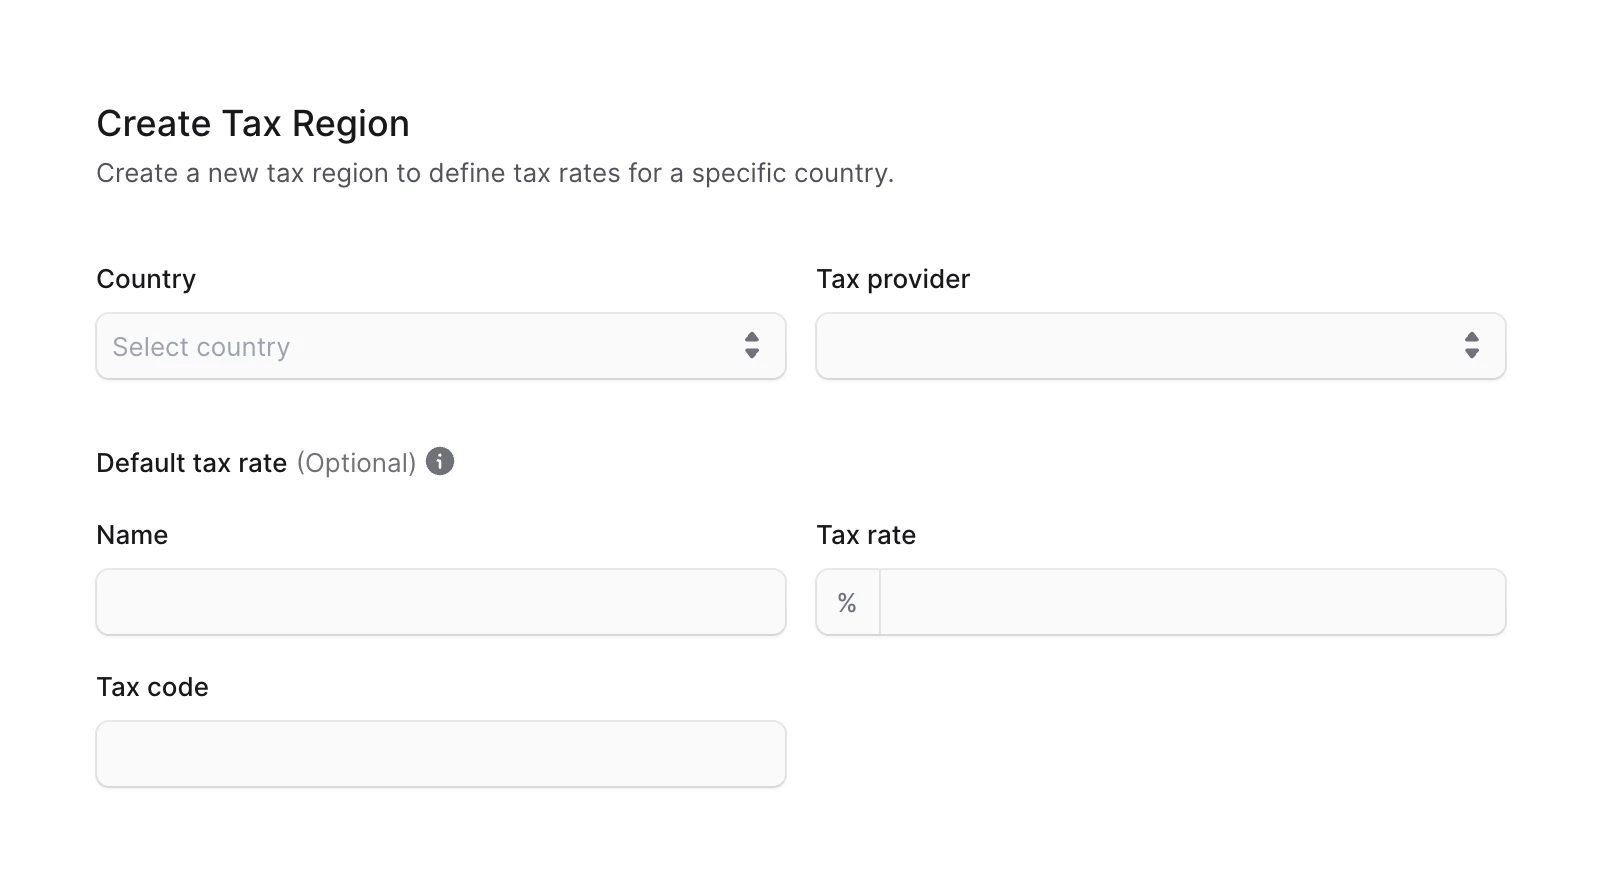 Create Tax Region
Create a new tax region to define tax rates for a specific country.
Country
Tax provider
Select country
Default tax rate (Optional)
Name
Tax rate
%
Tax code